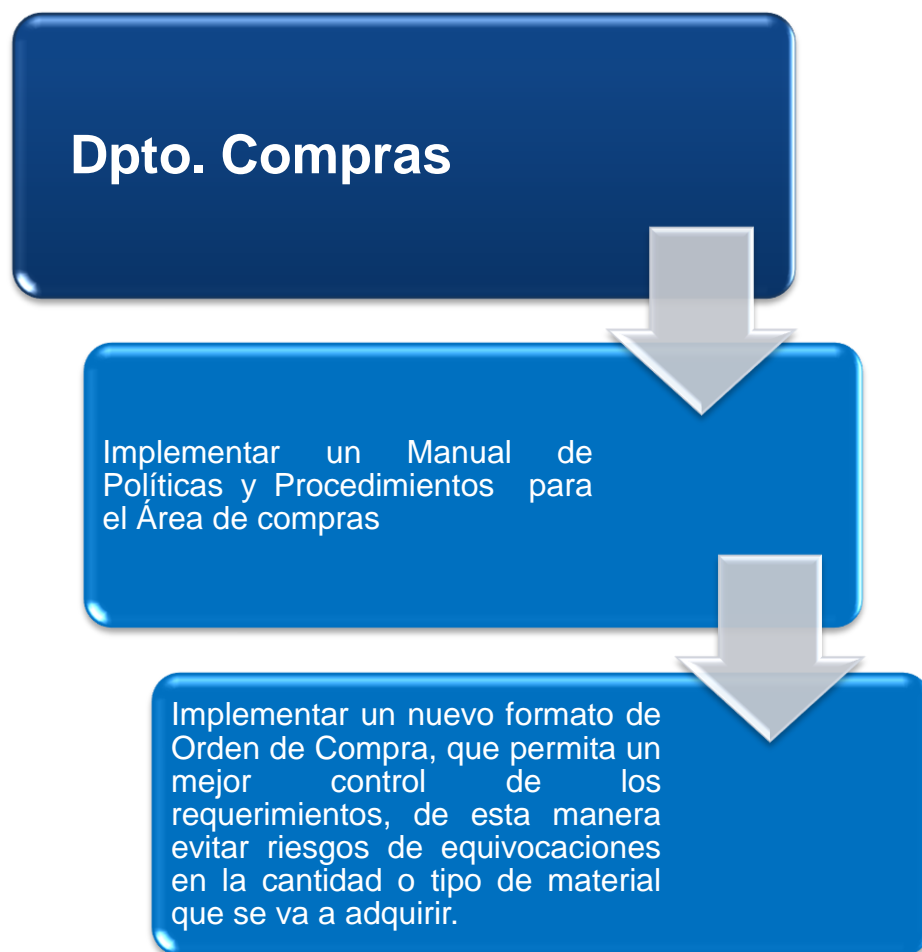 Dpto. Compras
Implementar un Manual de
Políticas y Procedimientos para
el Área de compras
Implementar un nuevo formato de
Orden de Compra, que permita un
mejor control de los
requerimientos, de esta manera
evitar riesgos de equivocaciones
en la cantidad o tipo de material
que se va a adquirir.